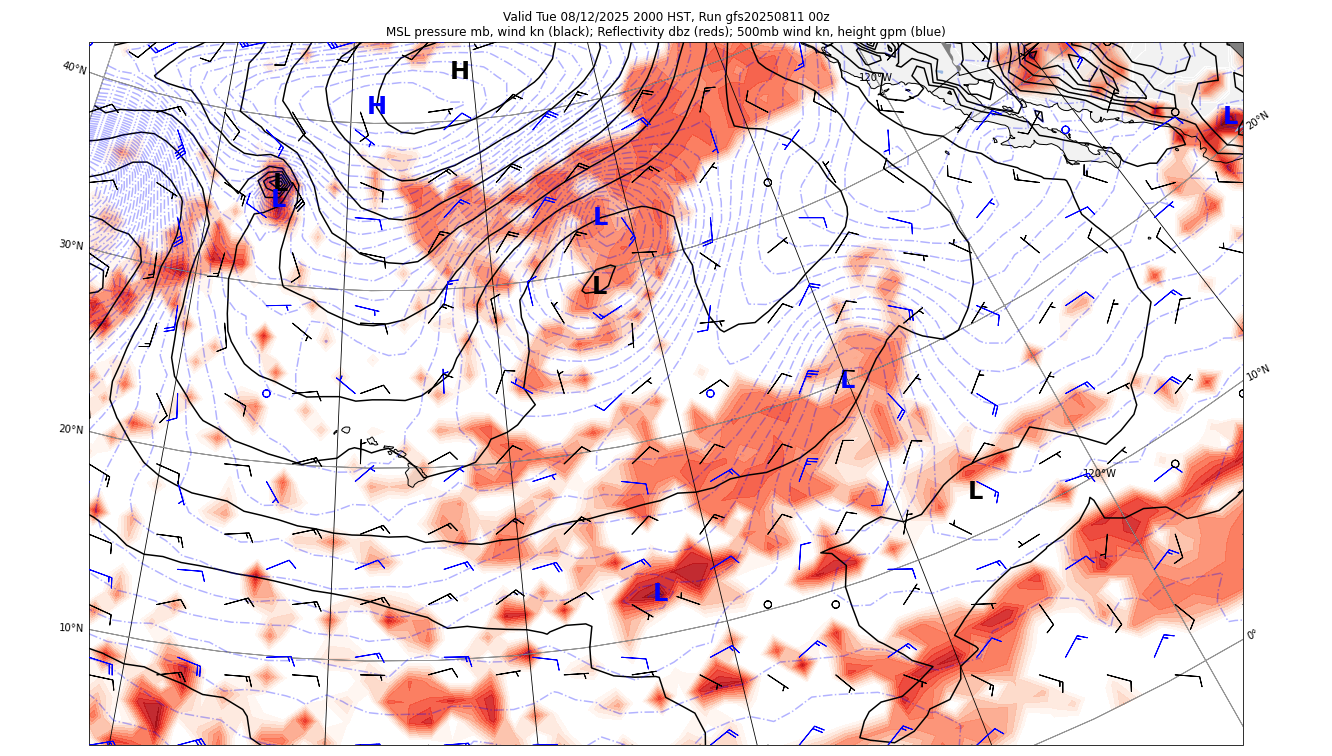 Valid Tue 08/12/2025 2000 HST, Run gfs20250811 00z
MSL pressure mb, wind kn (black); Reflectivity dbz (reds); 500mb wind kn, height gpm (blue)
40°N
H
H
120°W
L
20°N
L
L
L
30°N
L
L
10°N
20°N
120°W
L
L
10°N
0°